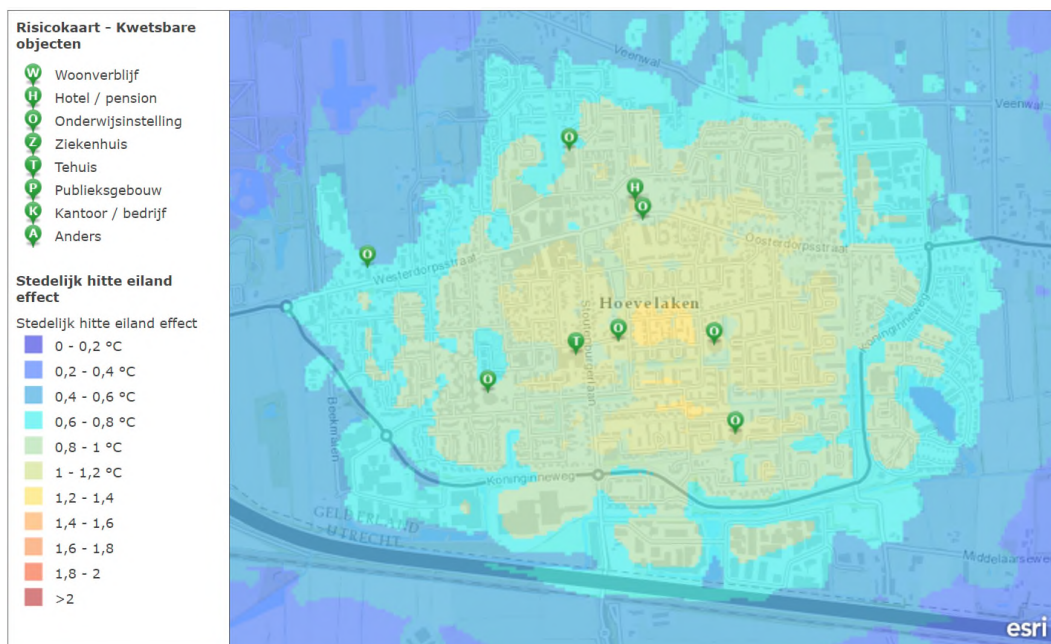 Risicokaart - Kwetsbare
objecten
W Woonverblijf
H Hotel / pension
O Onderwijsinstelling
Z Ziekenhuis
T Tehuis
P Publieksgebouw
K Kantoor / bedrijf
A Anders
Stedelijk hitte eiland
effect
Stedelijk hitte eiland effect
0 - 0,2 °C
0,2 - 0,4 °C
0,4 - 0,6 °C
0,6 - 0,8 °C
0,8 - 1 °C
1 - 1,2 °C
1,2 - 1,4
1,4 - 1,6
1,6 - 1,8
1,8 - 2
>2
Veenwal
Veenwal
O
H
O
Oosterdorpsstraat
O
Westerdorpsstraat
Hoevelaken
O
O
T
Stoutenburgerlaan
Koninginneweg
O
O
Beekmalen
Koninginneweg
GELDERLAND
UTRECHT
Middelaarseweg
esri